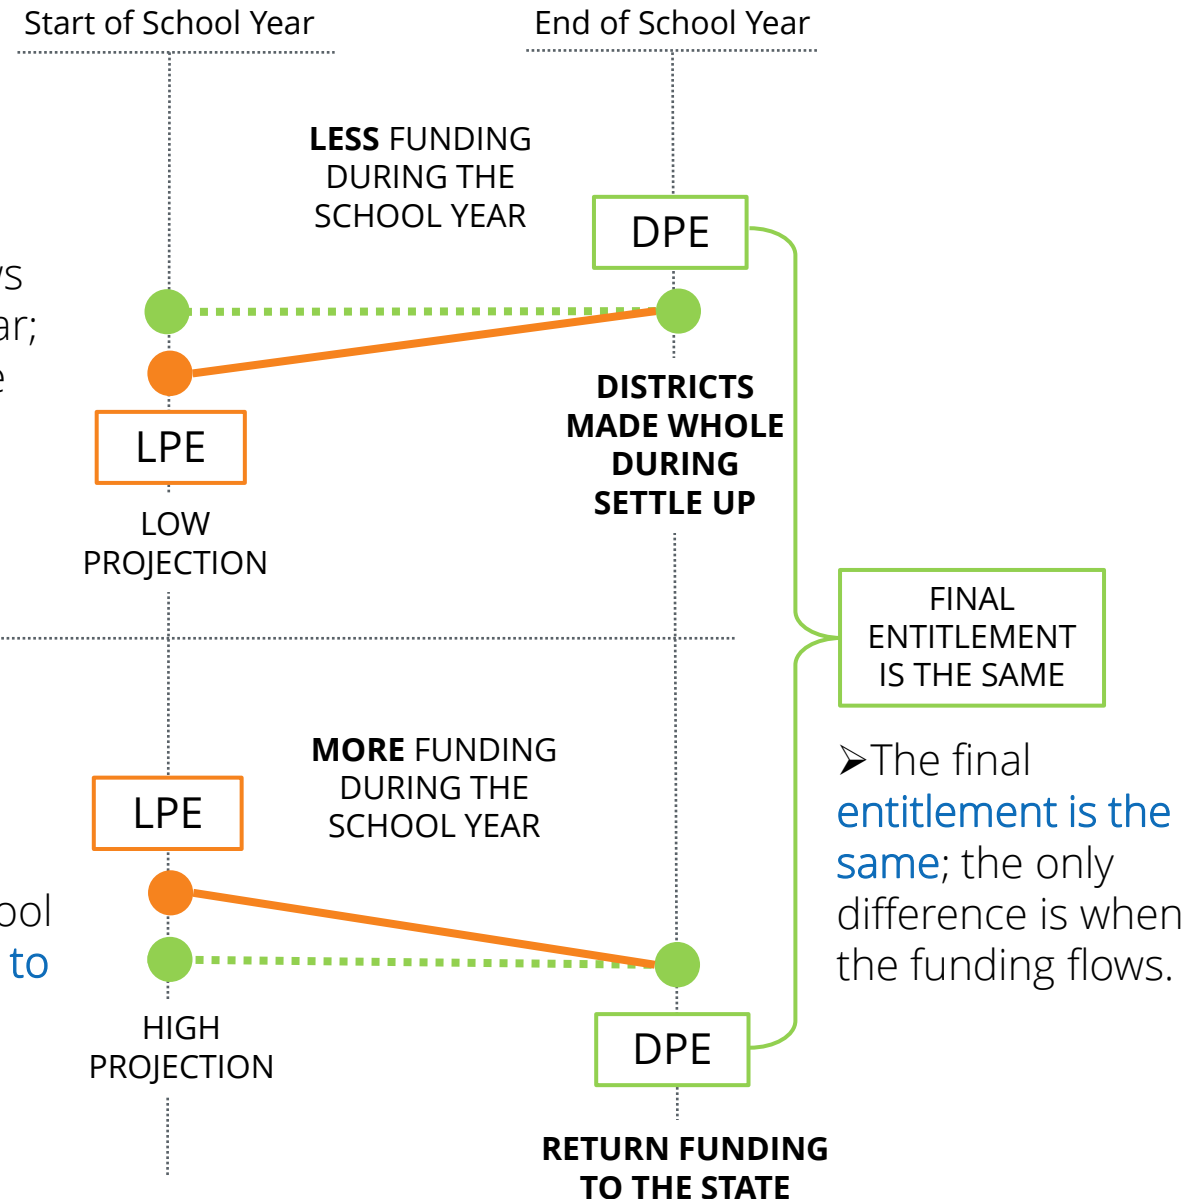 Start of School Year
End of School Year
LESS FUNDING
DURING THE
SCHOOL YEAR
DPE
ar;
LPE
LOW
PROJECTION
DISTRICTS
MADE WHOLE
DURING
SETTLE UP
FINAL
ENTITLEMENT
IS THE SAME
➢The final
entitlement is the
same; the only
difference is when
the funding flows.
MORE FUNDING
DURING THE
SCHOOL YEAR
LPE
ool
to
HIGH
PROJECTION
DPE
RETURN FUNDING
TO THE STATE